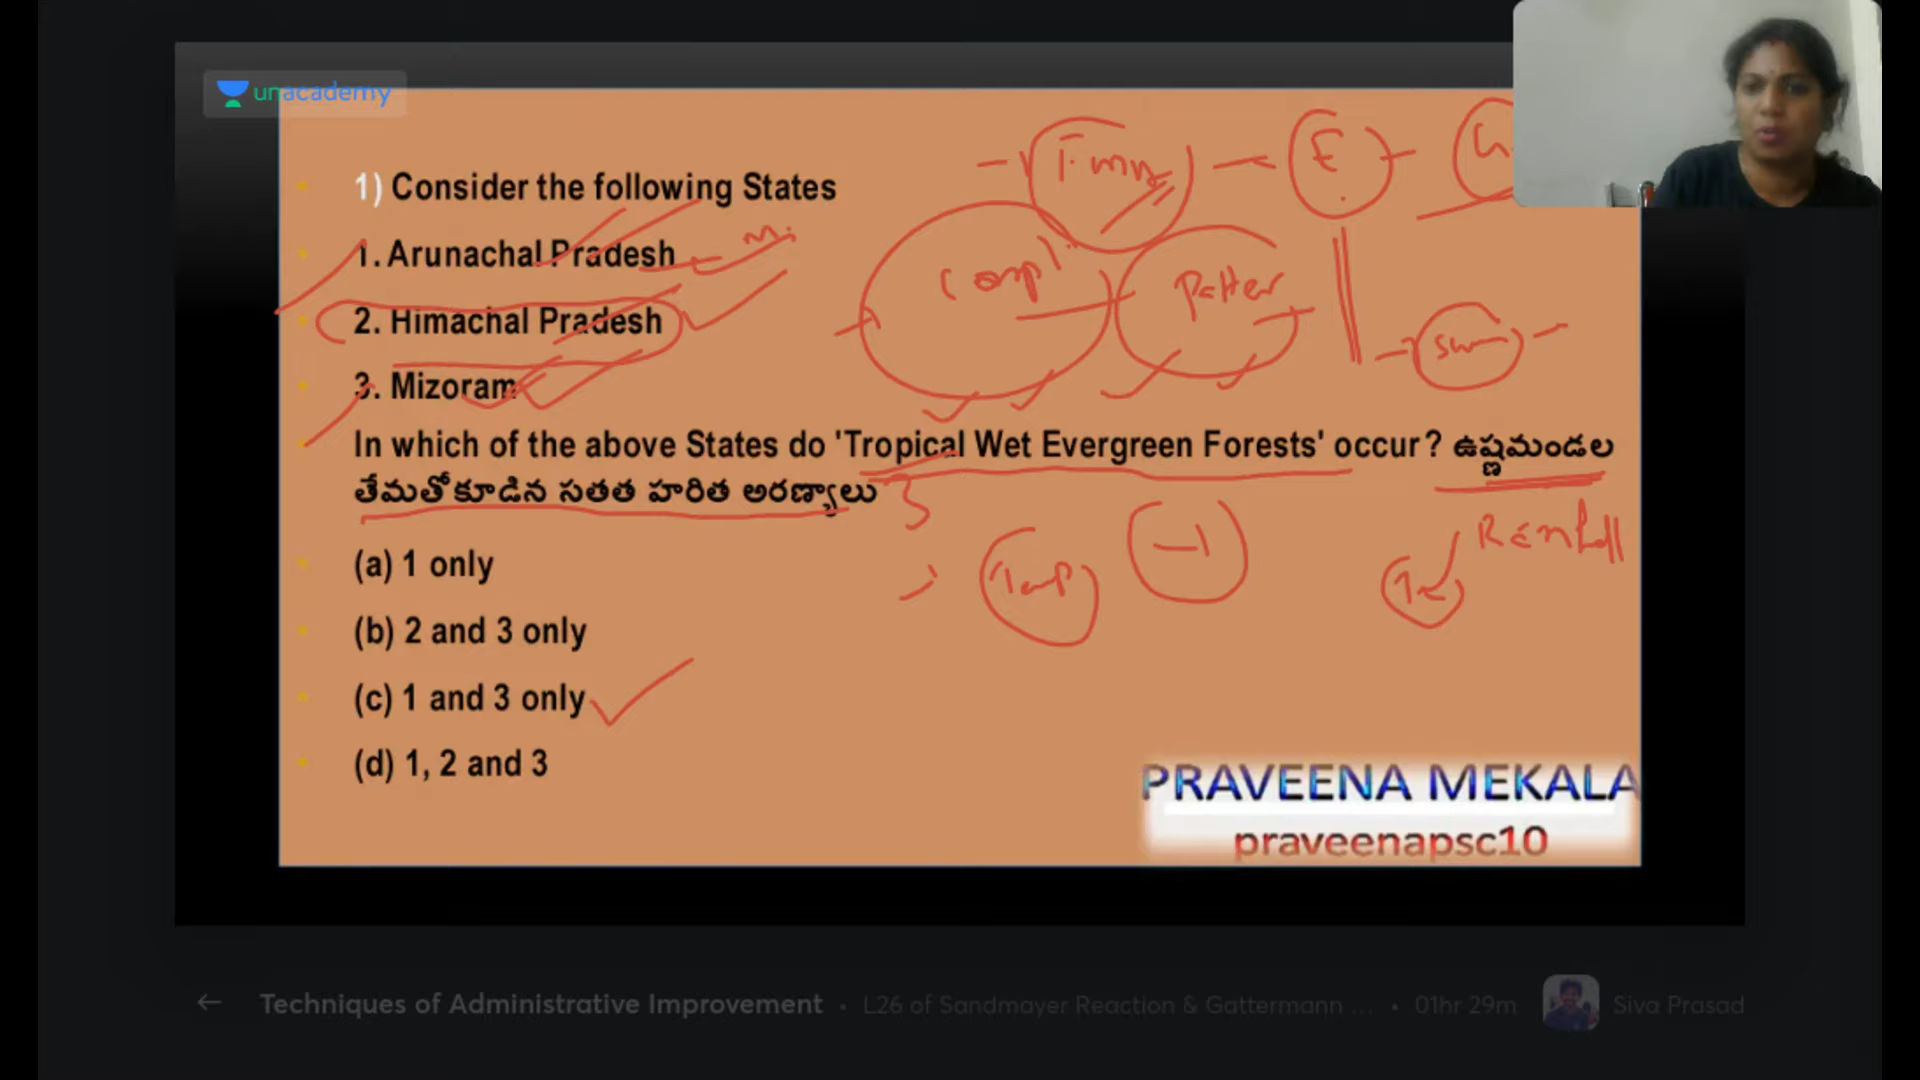 unacademy
1) Consider the following States
1. Arunachal Pradesh
2. Himachal Pradesh
3. Mizoram
In which of the above States do 'Tropical Wet Evergreen Forests' occur? ఉష్ణమండల
తేమతోకూడిన సతత హరిత అరణ్యాలు
(a) 1 only
(b) 2 and 3 only
(c) 1 and 3 only
(d) 1, 2 and 3
E
3
Temp
PRAVEENA MEKALA
praveenapsc10
← Techniques of Administrative Improvement • L26 of Sandmayer Reaction & Gattermann ... • 01hr 29m Siva Prasad